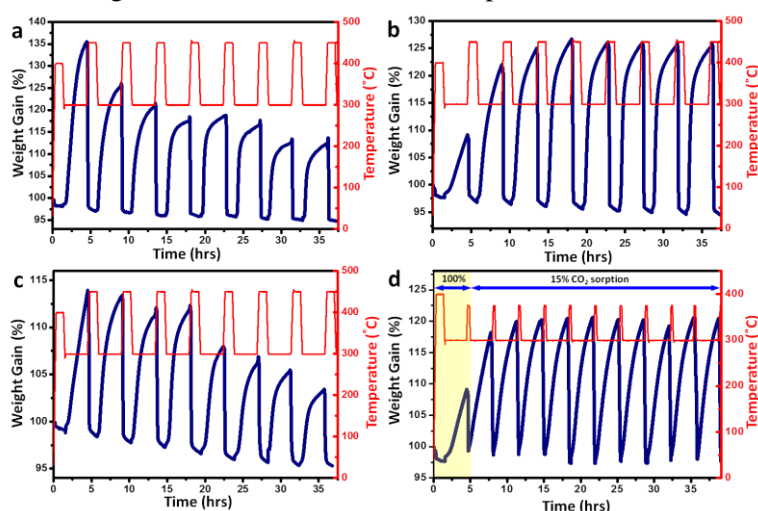 a
140
135
130
125
120
115
110
105
100
95
Weight Gain (%)
500
400
300
200
100
0
Temperature (˚C)
0 5 10 15 20 25 30 35
Time (hrs)
b
130
125
120
115
110
105
100
95
Weight Gain (%)
500
400
300
200
100
0
Temperature (˚C)
0 5 10 15 20 25 30 35
Time (hrs)
c
115
110
105
100
95
Weight Gain (%)
450
400
300
200
100
0
Temperature (˚C)
0 5 10 15 20 25 30 35
Time (hrs)
d
100%
15% CO₂ sorption
125
120
115
110
105
100
95
Weight Gain (%)
400
300
200
100
0
Temperature (˚C)
0 5 10 15 20 25 30 35
Time (hrs)